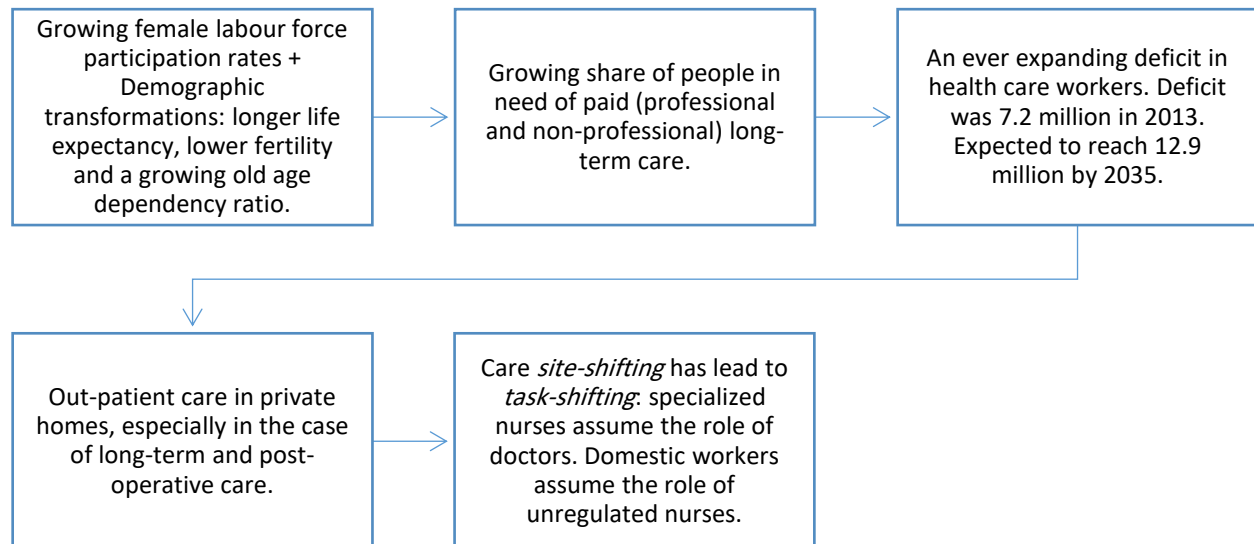 Growing female labour force
participation rates +
Demographic
transformations: longer life
expectancy, lower fertility
and a growing old age
dependency ratio.
Growing share of people in
need of paid (professional
and non-professional) long-
term care.
An ever expanding deficit in
health care workers. Deficit
was 7.2 million in 2013.
Expected to reach 12.9
million by 2035.
Out-patient care in private
homes, especially in the case
of long-term and post-
operative care.
Care site-shifting has lead to
task-shifting: specialized
nurses assume the role of
doctors. Domestic workers
assume the role of
unregulated nurses.